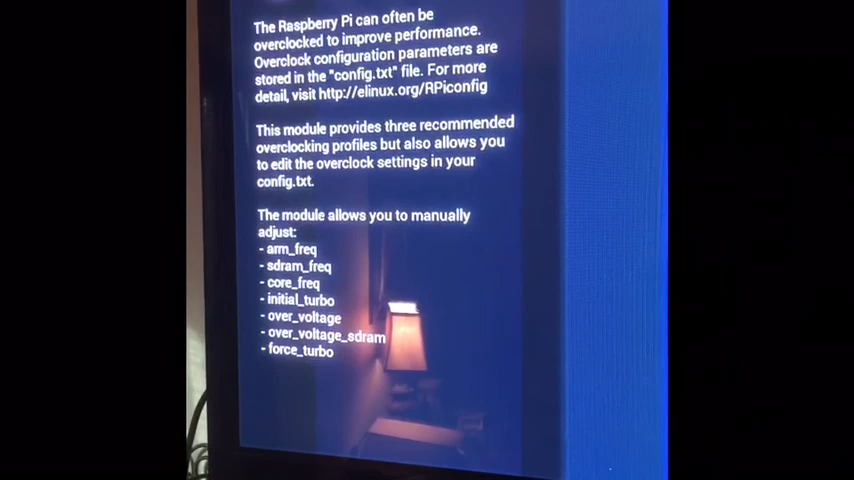 The Raspberry Pi can often be
overclocked to improve performance.
Overclock configuration parameters are
stored in the "config.txt" file. For more
detail, visit http://elinux.org/RPiconfig
This module provides three recommended
overclocking profiles but also allows you
to edit the overclock settings in your
config.txt.
The module allows you to manually
adjust:
- arm_freq
- sdram_freq
- core_freq
- initial_turbo
- over_voltage
- over_voltage_sdram
- force_turbo